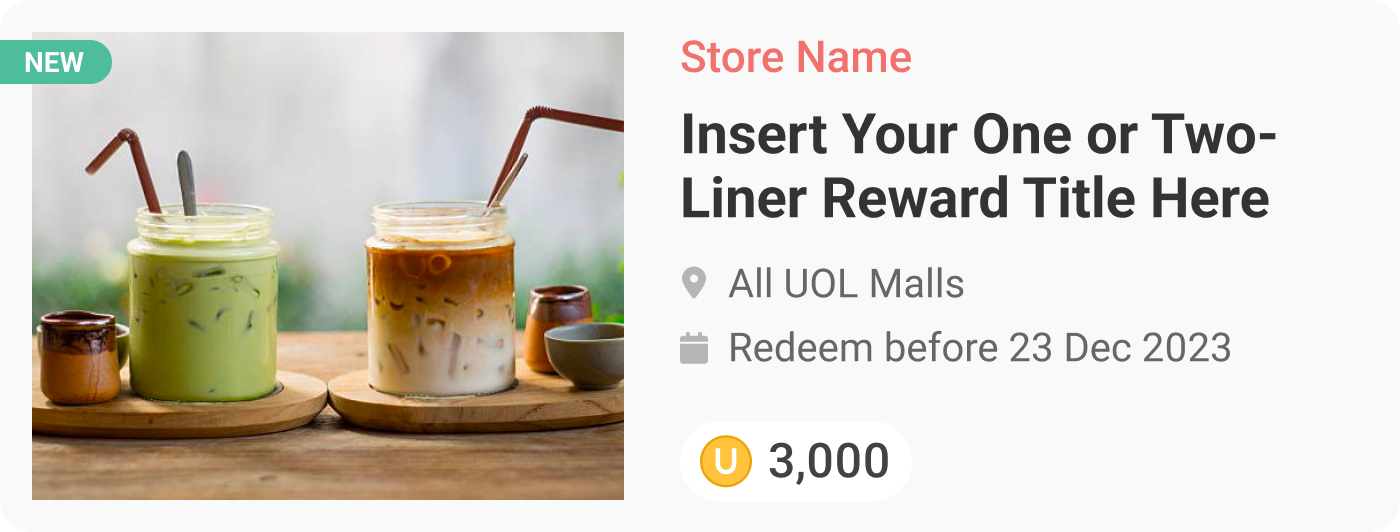 NEW
Store Name
Insert Your One or Two-
Liner Reward Title Here
All UOL Malls
Redeem before 23 Dec 2023
U 3,000